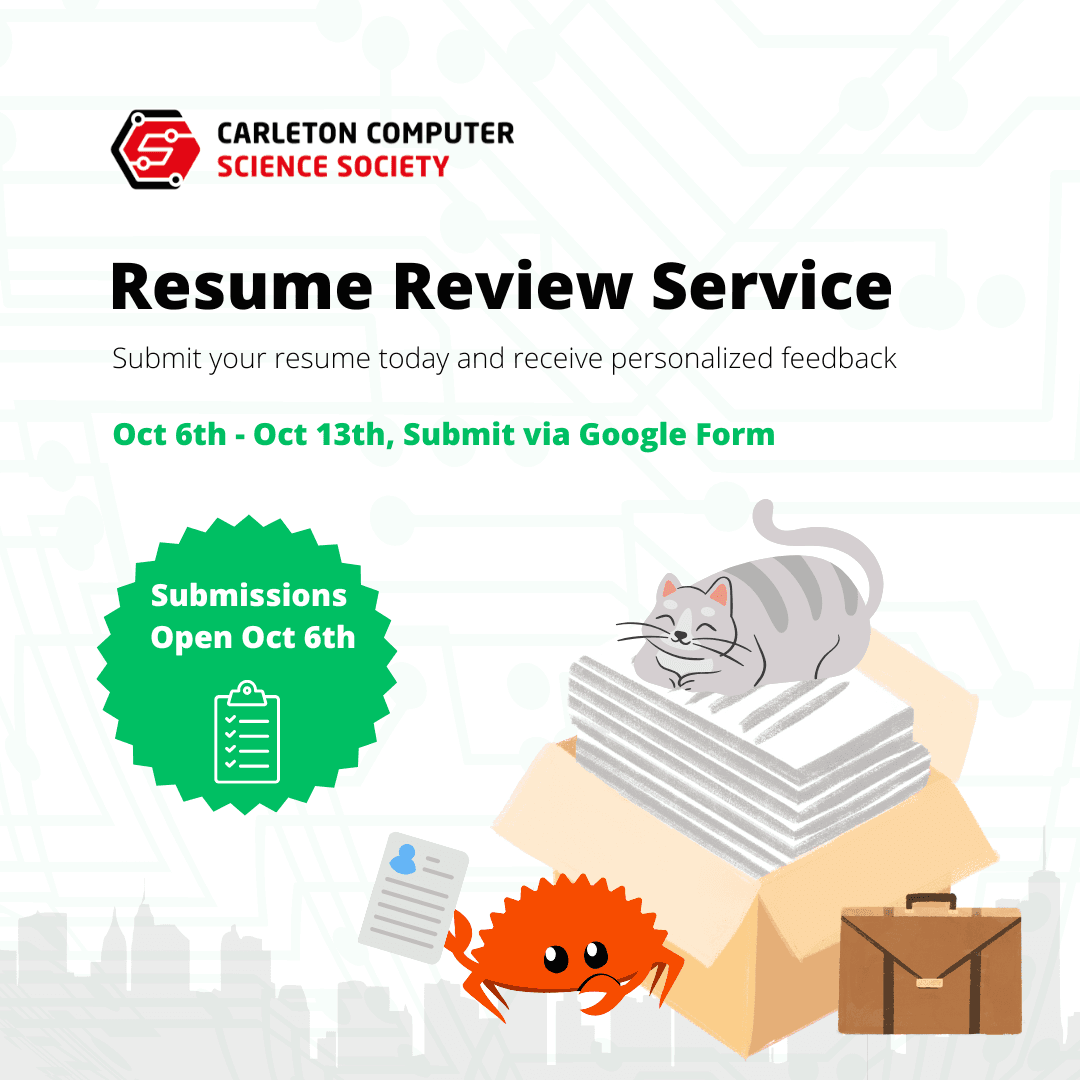 CARLETON COMPUTER
SCIENCE SOCIETY
Resume Review Service
Submit your resume today and receive personalized feedback
Oct 6th - Oct 13th, Submit via Google Form
Submissions
Open Oct 6th